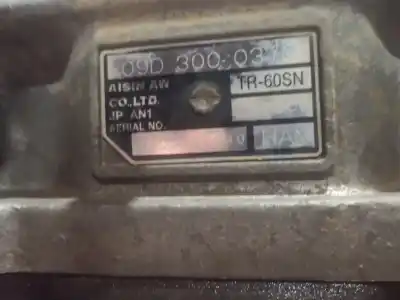 09D 300 03
AISIN AW TR-60SN
CO.,LTD.
JP AN1
SERIAL NO.